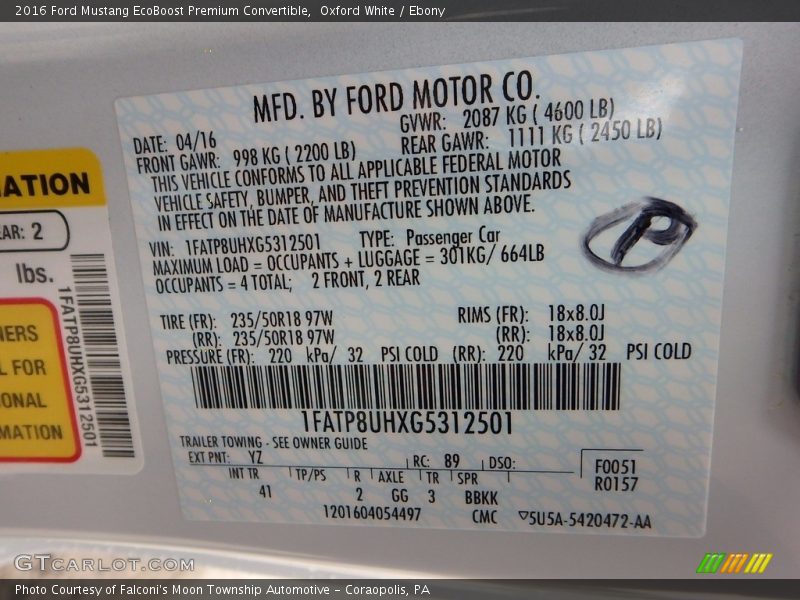 2016 Ford Mustang EcoBoost Premium Convertible, Oxford White / Ebony
MFD. BY FORD MOTOR CO.
DATE: 04/16 GVWR: 2087 KG ( 4600 LB)
FRONT GAWR: 998 KG ( 2200 LB) REAR GAWR: 1111 KG ( 2450 LB)
THIS VEHICLE CONFORMS TO ALL APPLICABLE FEDERAL MOTOR
VEHICLE SAFETY, BUMPER, AND THEFT PREVENTION STANDARDS
IN EFFECT ON THE DATE OF MANUFACTURE SHOWN ABOVE.
VIN: 1FATP8UHXG5312501 TYPE: Passenger Car
MAXIMUM LOAD = OCCUPANTS + LUGGAGE = 301KG/ 664LB
OCCUPANTS = 4 TOTAL; 2 FRONT, 2 REAR
P
TIRE (FR): 235/50R18 97W RIMS (FR): 18x8.0J
(RR): 235/50R18 97W (RR): 18x8.0J
PRESSURE (FR): 220 kPa/ 32 PSI COLD (RR): 220 kPa/ 32 PSI COLD
1FATP8UHXG5312501
TRAILER TOWING - SEE OWNER GUIDE
EXT PNT: YZ RC: 89 DSO: F0051
INT TR TP/PS R AXLE TR SPR R0157
41 2 GG 3 BBKK
1201604054497 CMC ▽5U5A-5420472-AA
ATION
EAR: 2
lbs.
1FATP8UHXG5312501
NERS
L FOR
ONAL
MATION
GTCARLOT.COM
Photo Courtesy of Falconi's Moon Township Automotive – Coraopolis, PA